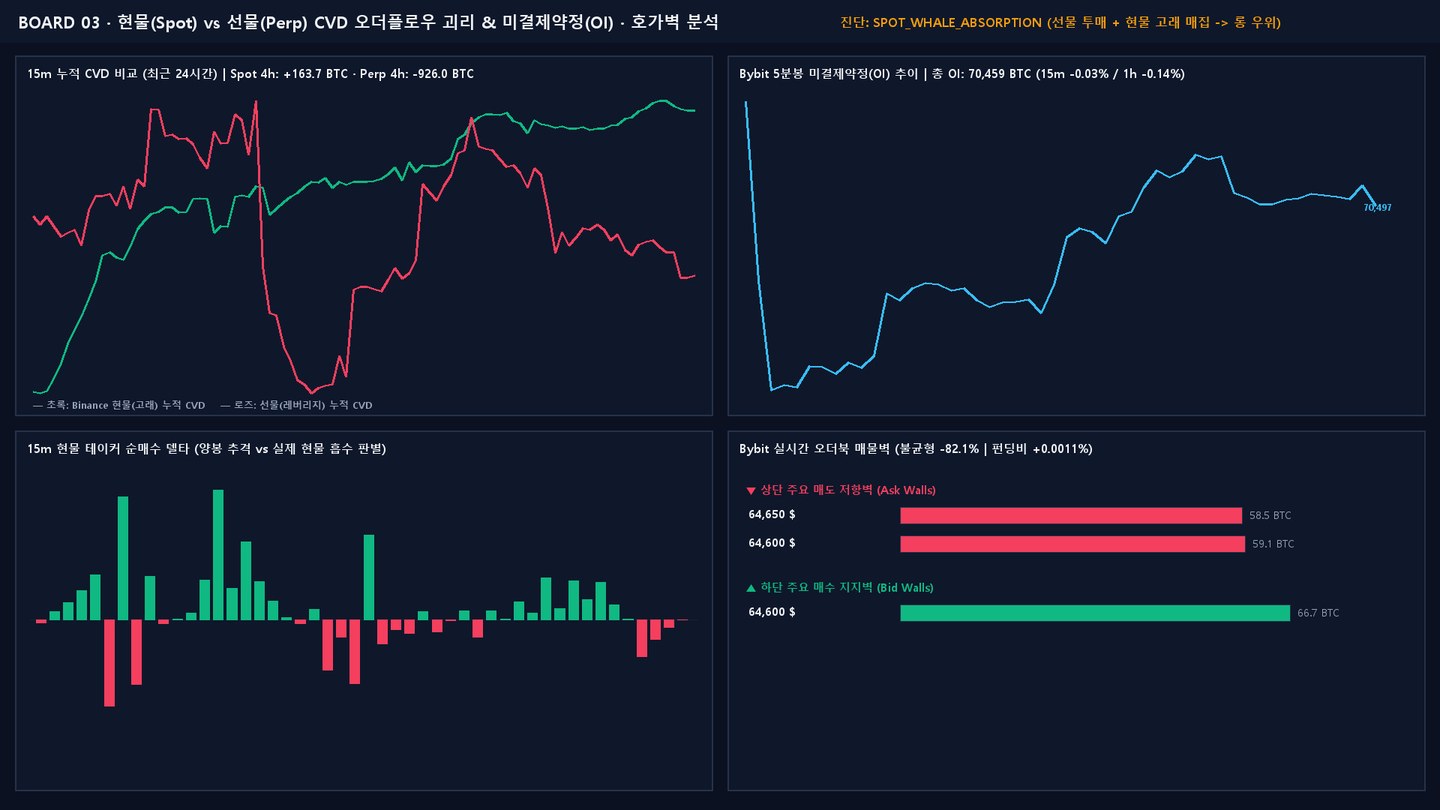 BOARD 03 · 현물(Spot) vs 선물(Perp) CVD 오더플로우 괴리 & 미결제약정(OI) · 호가벽 분석
진단: SPOT_WHALE_ABSORPTION (선물 투매 + 현물 고래 매집 -> 롱 우위)
15m 누적 CVD 비교 (최근 24시간) | Spot 4h: +163.7 BTC · Perp 4h: -926.0 BTC
— 초록: Binance 현물(고래) 누적 CVD — 로즈: 선물(레버리지) 누적 CVD
Bybit 5분봉 미결제약정(OI) 추이 | 총 OI: 70,459 BTC (15m -0.03% / 1h -0.14%)
70,497
15m 현물 테이커 순매수 델타 (양봉 추격 vs 실제 현물 흡수 판별)
Bybit 실시간 오더북 매물벽 (불균형 -82.1% | 펀딩비 +0.0011%)
▼ 상단 주요 매도 저항벽 (Ask Walls)
64,650 $ 58.5 BTC
64,600 $ 59.1 BTC
▲ 하단 주요 매수 지지벽 (Bid Walls)
64,600 $ 66.7 BTC